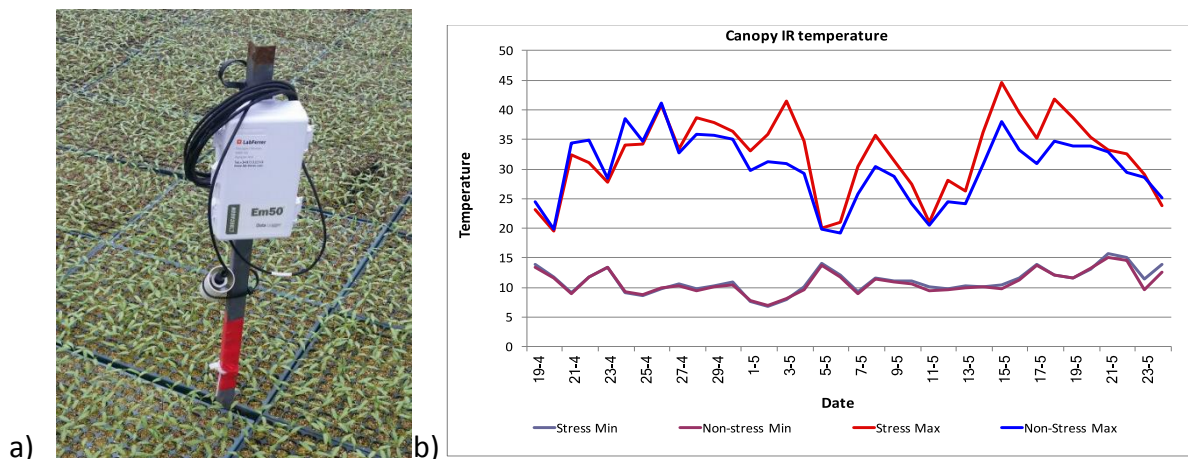 LabFerrer
Em50
Data Logger
DECAGON
a)
b)
Canopy IR temperature
Temperature
50
45
40
35
30
25
20
15
10
5
0
19-4 21-4 23-4 25-4 27-4 29-4 1-5 3-5 5-5 7-5 9-5 11-5 13-5 15-5 17-5 19-5 21-5 23-5
Date
Stress Min Non-stress Min Stress Max Non-Stress Max